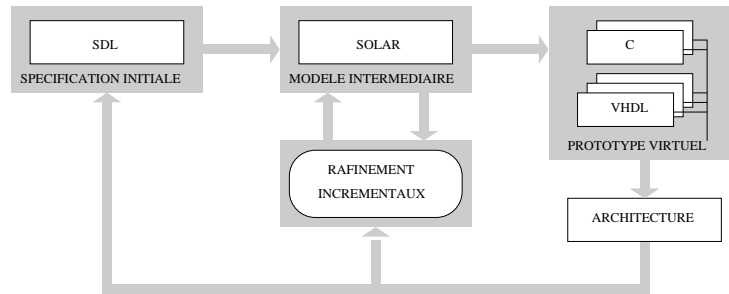 SDL
SPECIFICATION INITIALE
SOLAR
MODELE INTERMEDIAIRE
RAFINEMENT
INCREMENTAUX
C
VHDL
PROTOTYPE VIRTUEL
ARCHITECTURE